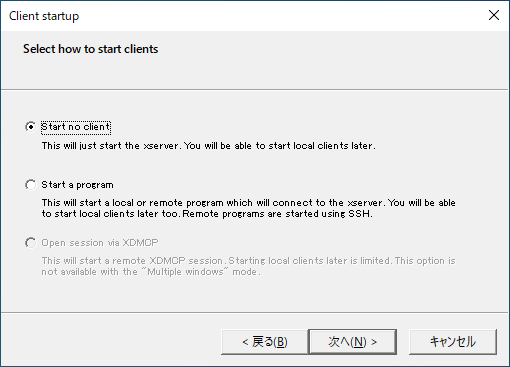 Client startup
Select how to start clients
Start no client
This will just start the xserver. You will be able to start local clients later.
Start a program
This will start a local or remote program which will connect to the xserver. You will be able
to start local clients later too. Remote programs are started using SSH.
Open session via XDMCP
This will start a remote XDMCP session. Starting local clients later is limited. This option is
not available with the "Multiple windows" mode.
< 戻る(B)
次へ(N) >
キャンセル